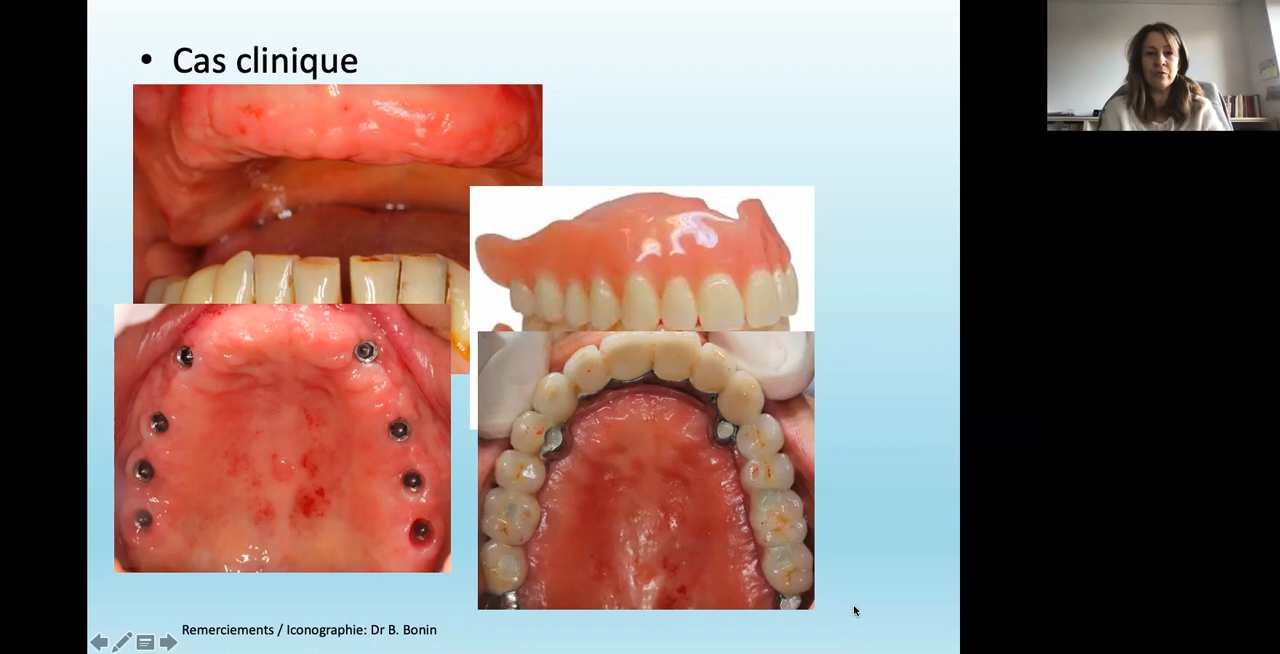 • Cas clinique
Remerciements / Iconographie: Dr B. Bonin